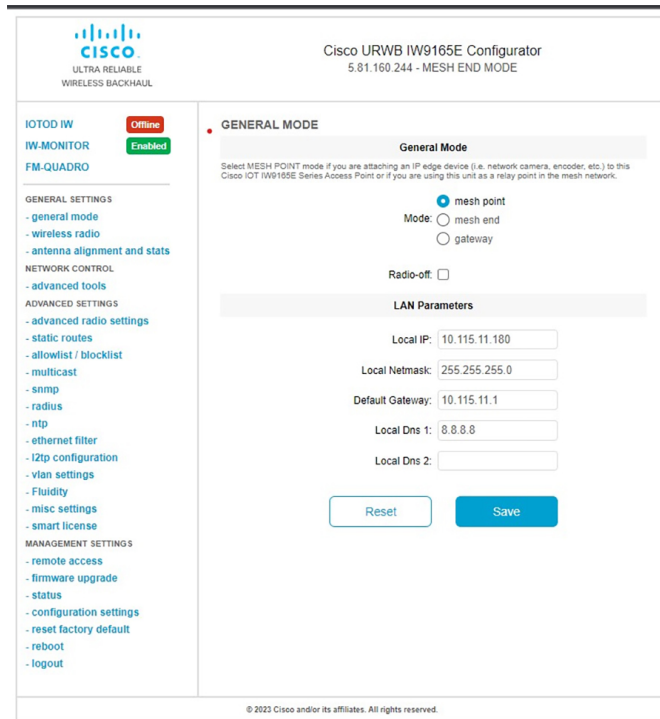 CISCO
ULTRA RELIABLE
WIRELESS BACKHAUL
Cisco URWB IW9165E Configurator
5.81.160.244 - MESH END MODE
IOTOD IW Offline
IW-MONITOR Enabled
FM-QUADRO
GENERAL SETTINGS
- general mode
- wireless radio
- antenna alignment and stats
NETWORK CONTROL
- advanced tools
ADVANCED SETTINGS
- advanced radio settings
- static routes
- allowlist / blocklist
- multicast
- snmp
- radius
- ntp
- ethernet filter
- l2tp configuration
- vlan settings
- Fluidity
- misc settings
- smart license
MANAGEMENT SETTINGS
- remote access
- firmware upgrade
- status
- configuration settings
- reset factory default
- reboot
- logout
GENERAL MODE
General Mode
Select MESH POINT mode if you are attaching an IP edge device (i.e. network camera, encoder, etc.) to this
Cisco IOT IW9165E Series Access Point or if you are using this unit as a relay point in the mesh network.
mesh point
Mode: mesh end
gateway
Radio-off:
LAN Parameters
Local IP: 10.115.11.180
Local Netmask: 255.255.255.0
Default Gateway: 10.115.11.1
Local Dns 1: 8.8.8.8
Local Dns 2:
Reset Save
© 2023 Cisco and/or its affiliates. All rights reserved.